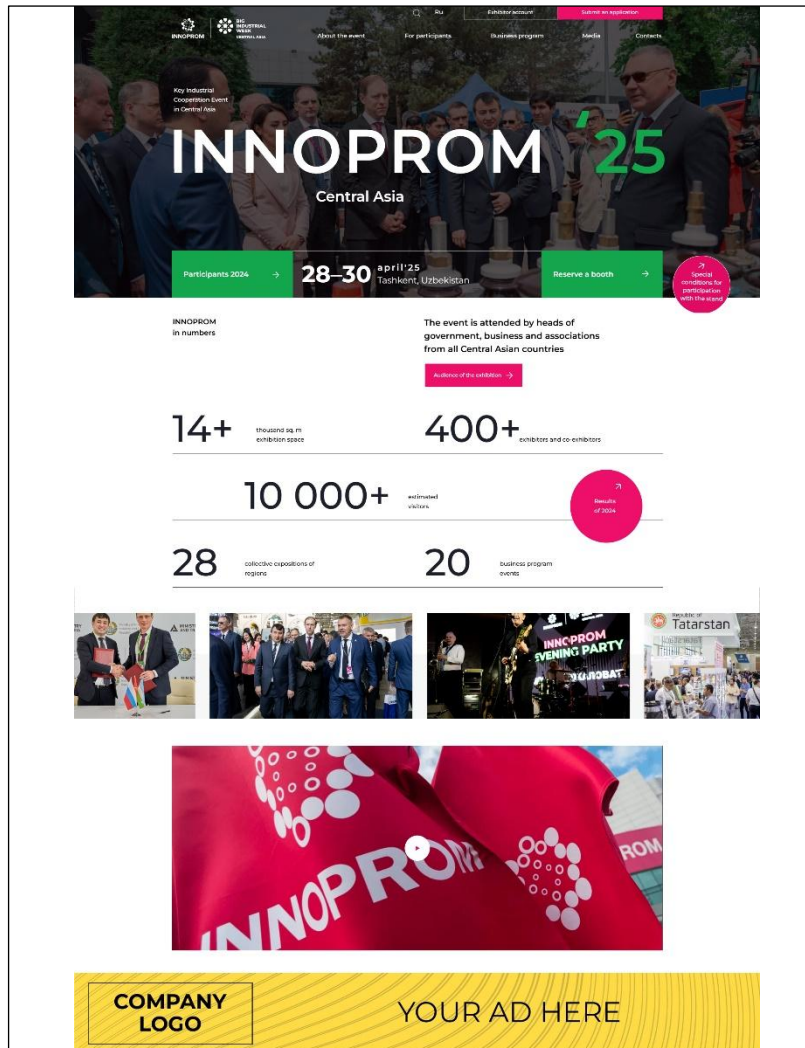 INNOPROM
BIG
INDUSTRIAL
WEEK
CENTRAL ASIA
Ru
Exhibitor account
Submit an application
About the event
For participants
Business program
Media
Contacts
Key Industrial
Cooperation Event
in Central Asia
INNOPROM '25
Central Asia
Participants 2024 →
28–30
april'25
Tashkent, Uzbekistan
Reserve a booth →
Special
conditions for
participation
with the stand
INNOPROM
in numbers
The event is attended by heads of
government, business and associations
from all Central Asian countries
Audience of the exhibition →
14+
thousand sq. m
exhibition space
400+
exhibitors and co-exhibitors
10 000+
estimated
visitors
Results
of 2024
28
collective expositions of
regions
20
business program
events
INNOPROM
EVENING PARTY
Republic of
Tatarstan
INNOPROM
ROM
COMPANY
LOGO
YOUR AD HERE